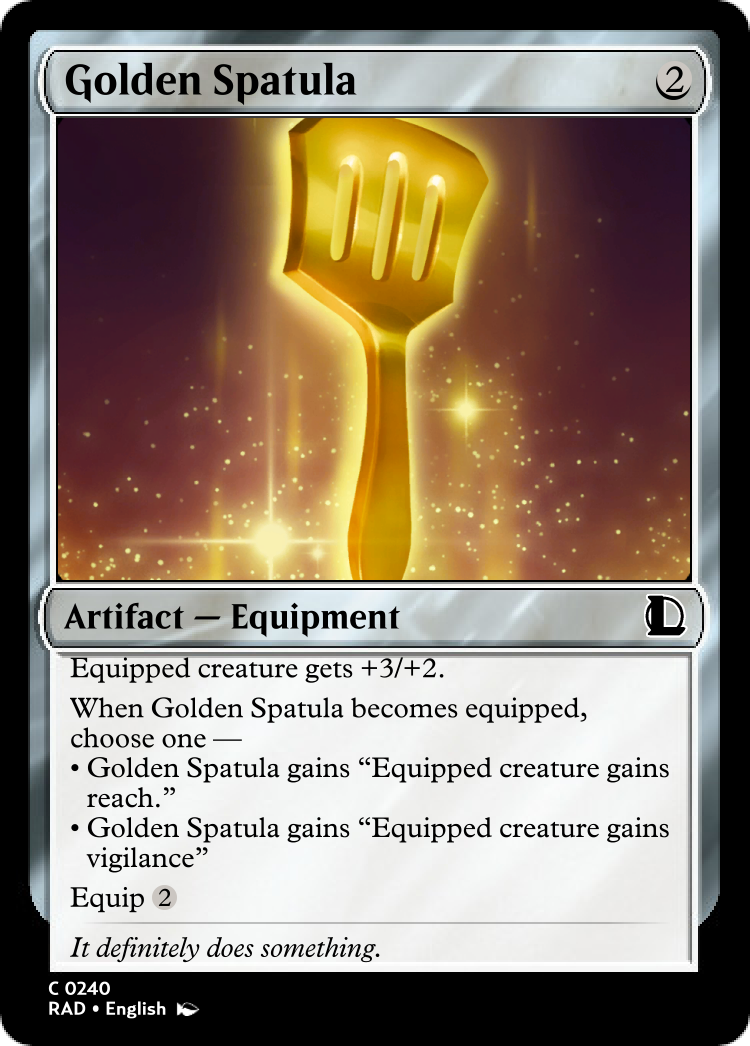 Golden Spatula 2
Artifact — Equipment
Equipped creature gets +3/+2.
When Golden Spatula becomes equipped,
choose one —
• Golden Spatula gains “Equipped creature gains
reach.”
• Golden Spatula gains “Equipped creature gains
vigilance”
Equip 2
It definitely does something.
C 0240
RAD • English